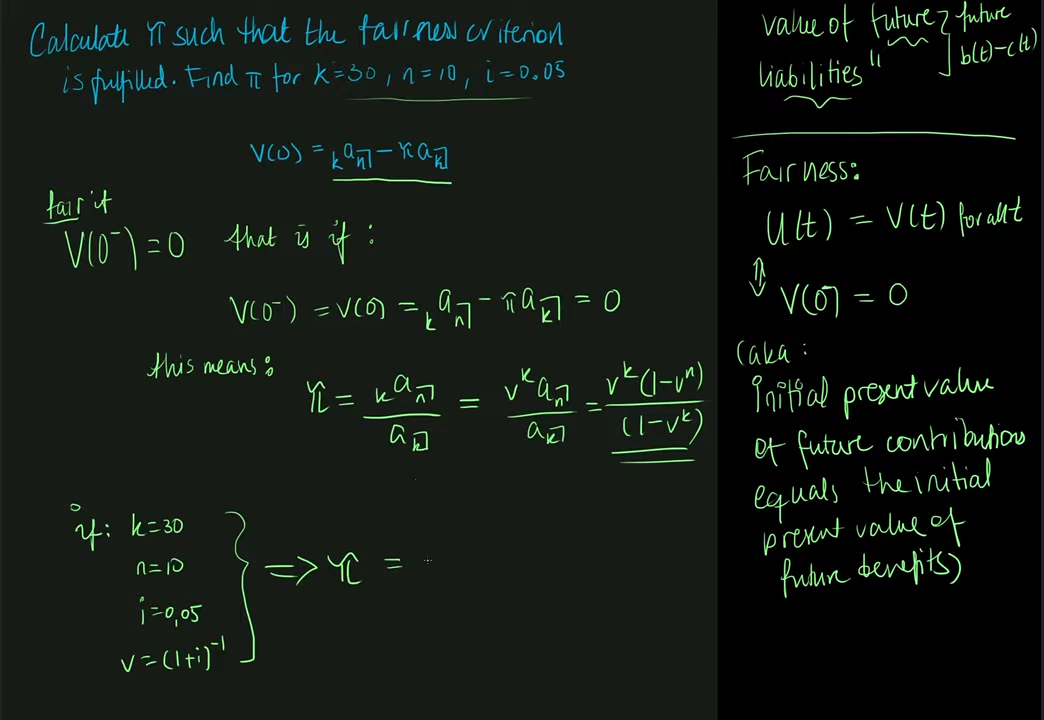 Calculate π such that the fairness criterion
is fulfilled. Find π for k=30, n=10, i=0.05
V(0) = ₖaₙ̅| − πaₖ̅|
fair if
V(0⁻) = 0 that is if:
V(0⁻) = V(0) = ₖaₙ̅| − πaₖ̅| = 0
this means:
π = ₖaₙ̅| / aₖ̅| = vᵏaₙ̅| / aₖ̅| = vᵏ(1−vⁿ) / (1−vᵏ)
if: k=30
n=10
i=0,05
v=(1+i)⁻¹
⟹ π =
value of future
liabilities"
future
b(t)−c(t)
Fairness:
U(t) = V(t) for all t
⇕
V(0⁻) = 0
(aka:
Initial present value
of future contributions
equals the initial
present value of
future benefits)